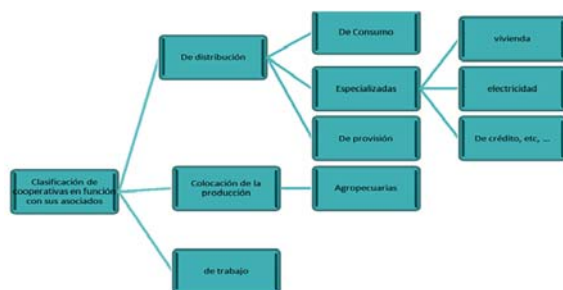 De Consumo
vivienda
De distribución
Especializadas
electricidad
De provisión
De crédito, etc, ...
Clasificación de
cooperativas en función
con sus asociados
Colocación de la
producción
Agropecuarias
de trabajo